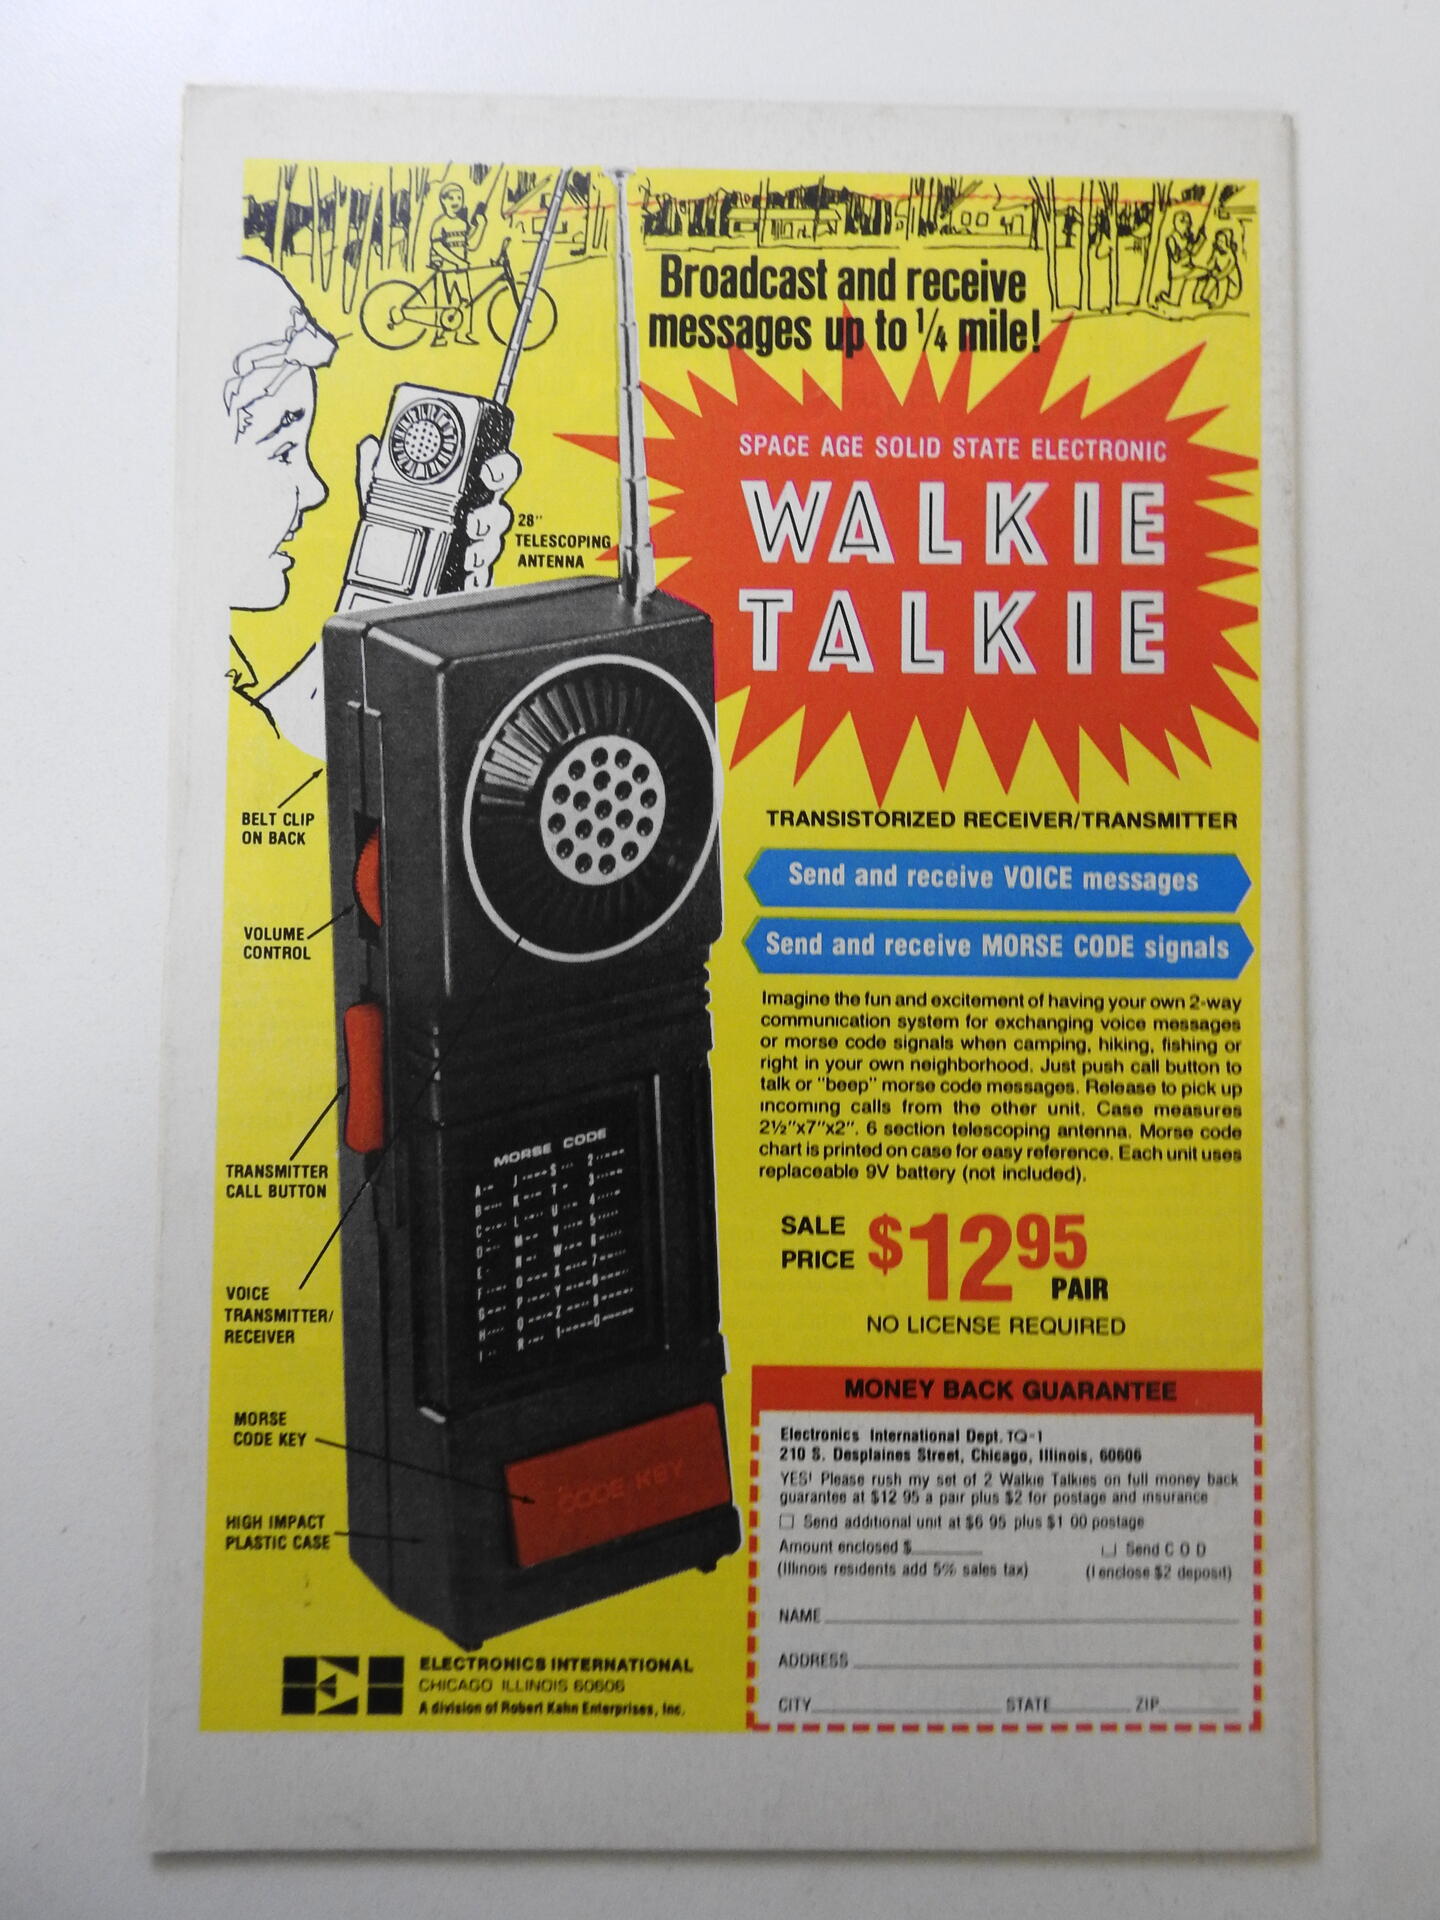 Broadcast and receive
messages up to 1/4 mile!
SPACE AGE SOLID STATE ELECTRONIC
WALKIE
TALKIE
28"
TELESCOPING
ANTENNA
BELT CLIP
ON BACK
VOLUME
CONTROL
TRANSMITTER
CALL BUTTON
VOICE
TRANSMITTER/
RECEIVER
MORSE
CODE KEY
HIGH IMPACT
PLASTIC CASE
MORSE CODE
CODE KEY
TRANSISTORIZED RECEIVER/TRANSMITTER
Send and receive VOICE messages
Send and receive MORSE CODE signals
Imagine the fun and excitement of having your own 2-way
communication system for exchanging voice messages
or morse code signals when camping, hiking, fishing or
right in your own neighborhood. Just push call button to
talk or "beep" morse code messages. Release to pick up
incoming calls from the other unit. Case measures
2½"x7"x2". 6 section telescoping antenna. Morse code
chart is printed on case for easy reference. Each unit uses
replaceable 9V battery (not included).
SALE
PRICE $12 95
PAIR
NO LICENSE REQUIRED
MONEY BACK GUARANTEE
Electronics International Dept. TQ-1
210 S. Desplaines Street, Chicago, Illinois, 60606
YES! Please rush my set of 2 Walkie Talkies on full money back
guarantee at $12 95 a pair plus $2 for postage and insurance
Send additional unit at $6 95 plus $1 00 postage
Amount enclosed $ Send C O D
(Illinois residents add 5% sales tax) (I enclose $2 deposit)
NAME
ADDRESS
CITY STATE ZIP
EI
ELECTRONICS INTERNATIONAL
CHICAGO ILLINOIS 60606
A division of Robert Kahn Enterprises, Inc.